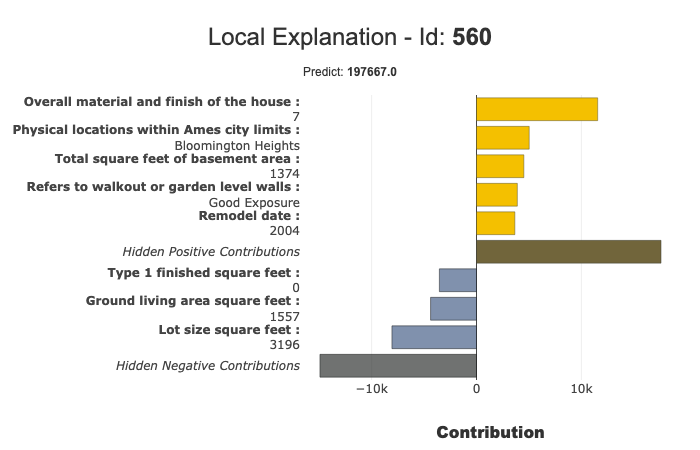 Local Explanation - Id: 560
Predict: 197667.0
Overall material and finish of the house :
7
Physical locations within Ames city limits :
Bloomington Heights
Total square feet of basement area :
1374
Refers to walkout or garden level walls :
Good Exposure
Remodel date :
2004
Hidden Positive Contributions
Type 1 finished square feet :
0
Ground living area square feet :
1557
Lot size square feet :
3196
Hidden Negative Contributions
−10k 0 10k
Contribution